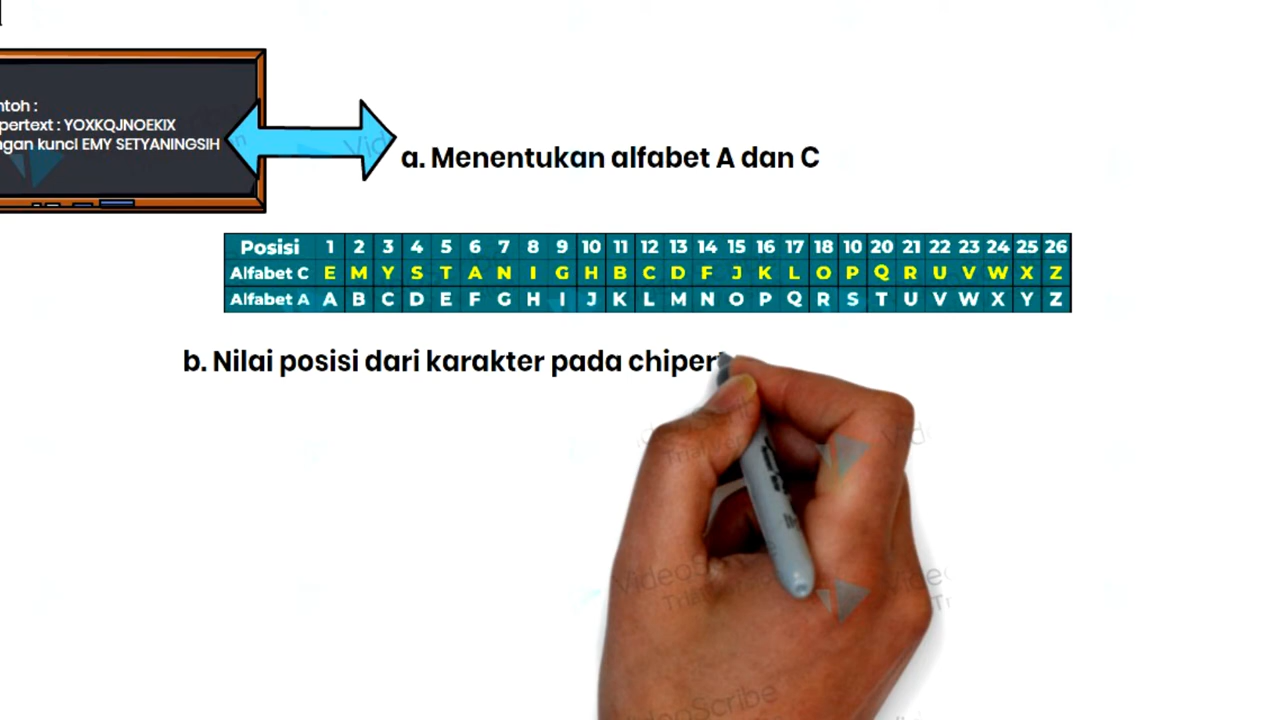 ntoh :
pertext : YOXKQJNOEKIX
ngan kunci EMY SETYANINGSIH
a. Menentukan alfabet A dan C
Posisi 1 2 3 4 5 6 7 8 9 10 11 12 13 14 15 16 17 18 10 20 21 22 23 24 25 26
Alfabet C E M Y S T A N I G H B C D F J K L O P Q R U V W X Z
Alfabet A A B C D E F G H I J K L M N O P Q R S T U V W X Y Z
b. Nilai posisi dari karakter pada chiper
VideoScribe